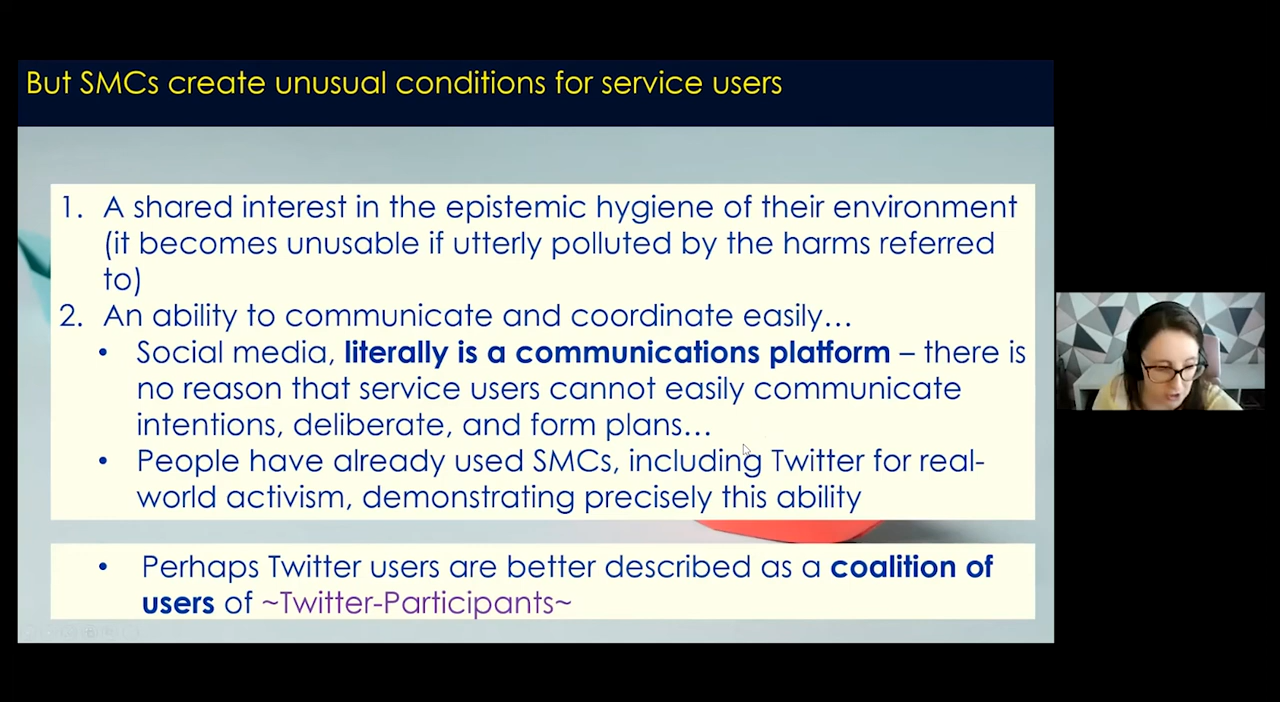 But SMCs create unusual conditions for service users
1. A shared interest in the epistemic hygiene of their environment
(it becomes unusable if utterly polluted by the harms referred
to)
2. An ability to communicate and coordinate easily…
• Social media, literally is a communications platform – there is
no reason that service users cannot easily communicate
intentions, deliberate, and form plans…
• People have already used SMCs, including Twitter for real-
world activism, demonstrating precisely this ability
• Perhaps Twitter users are better described as a coalition of
users of ~Twitter-Participants~